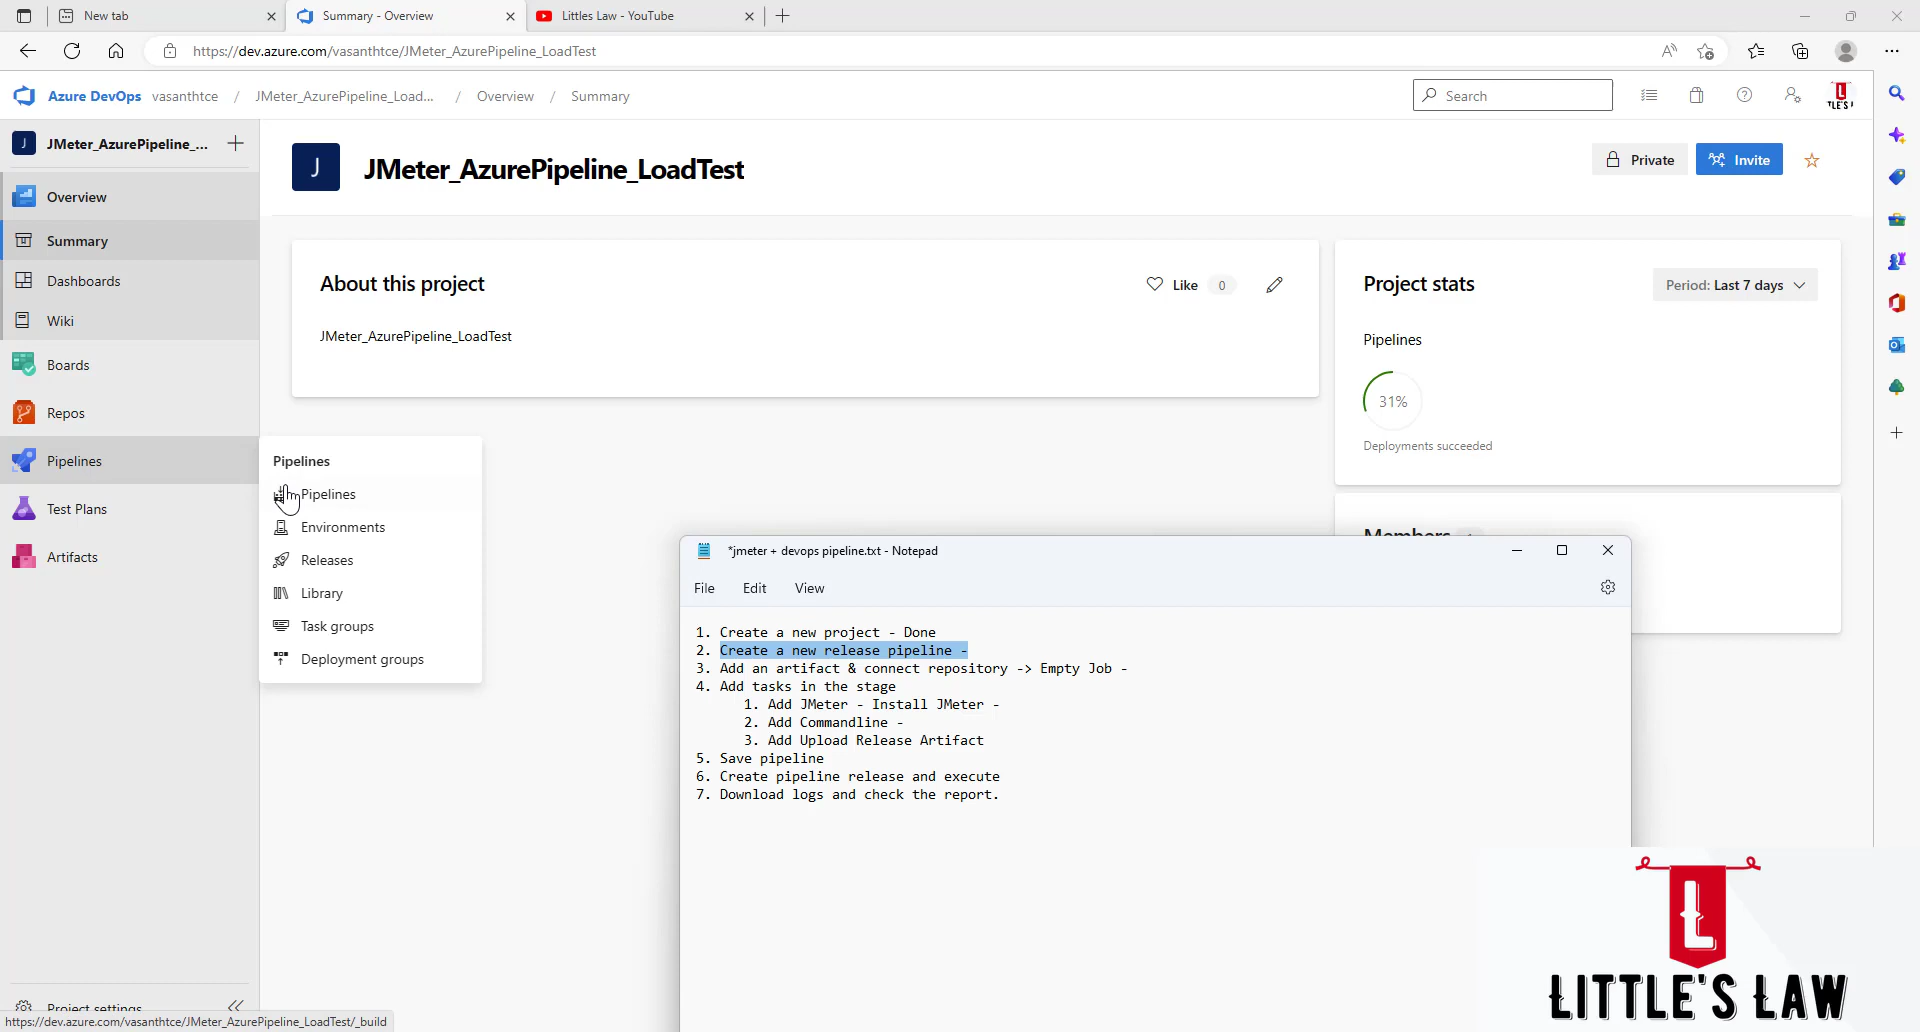 New tab
Summary - Overview
Littles Law - YouTube
https://dev.azure.com/vasanthtce/JMeter_AzurePipeline_LoadTest
Azure DevOps vasanthtce / JMeter_AzurePipeline_Load... / Overview / Summary
Search
J JMeter_AzurePipeline_...
Overview
Summary
Dashboards
Wiki
Boards
Repos
Pipelines
Test Plans
Artifacts
Project settings
https://dev.azure.com/vasanthtce/JMeter_AzurePipeline_LoadTest/_build
Pipelines
Pipelines
Environments
Releases
Library
Task groups
Deployment groups
J JMeter_AzurePipeline_LoadTest
Private
Invite
About this project
Like 0
JMeter_AzurePipeline_LoadTest
Project stats
Period: Last 7 days
Pipelines
31%
Deployments succeeded
Members
*jmeter + devops pipeline.txt - Notepad
File Edit View
1. Create a new project - Done
2. Create a new release pipeline -
3. Add an artifact & connect repository -> Empty Job -
4. Add tasks in the stage
1. Add JMeter - Install JMeter -
2. Add Commandline -
3. Add Upload Release Artifact
5. Save pipeline
6. Create pipeline release and execute
7. Download logs and check the report.
L
LITTLE'S LAW